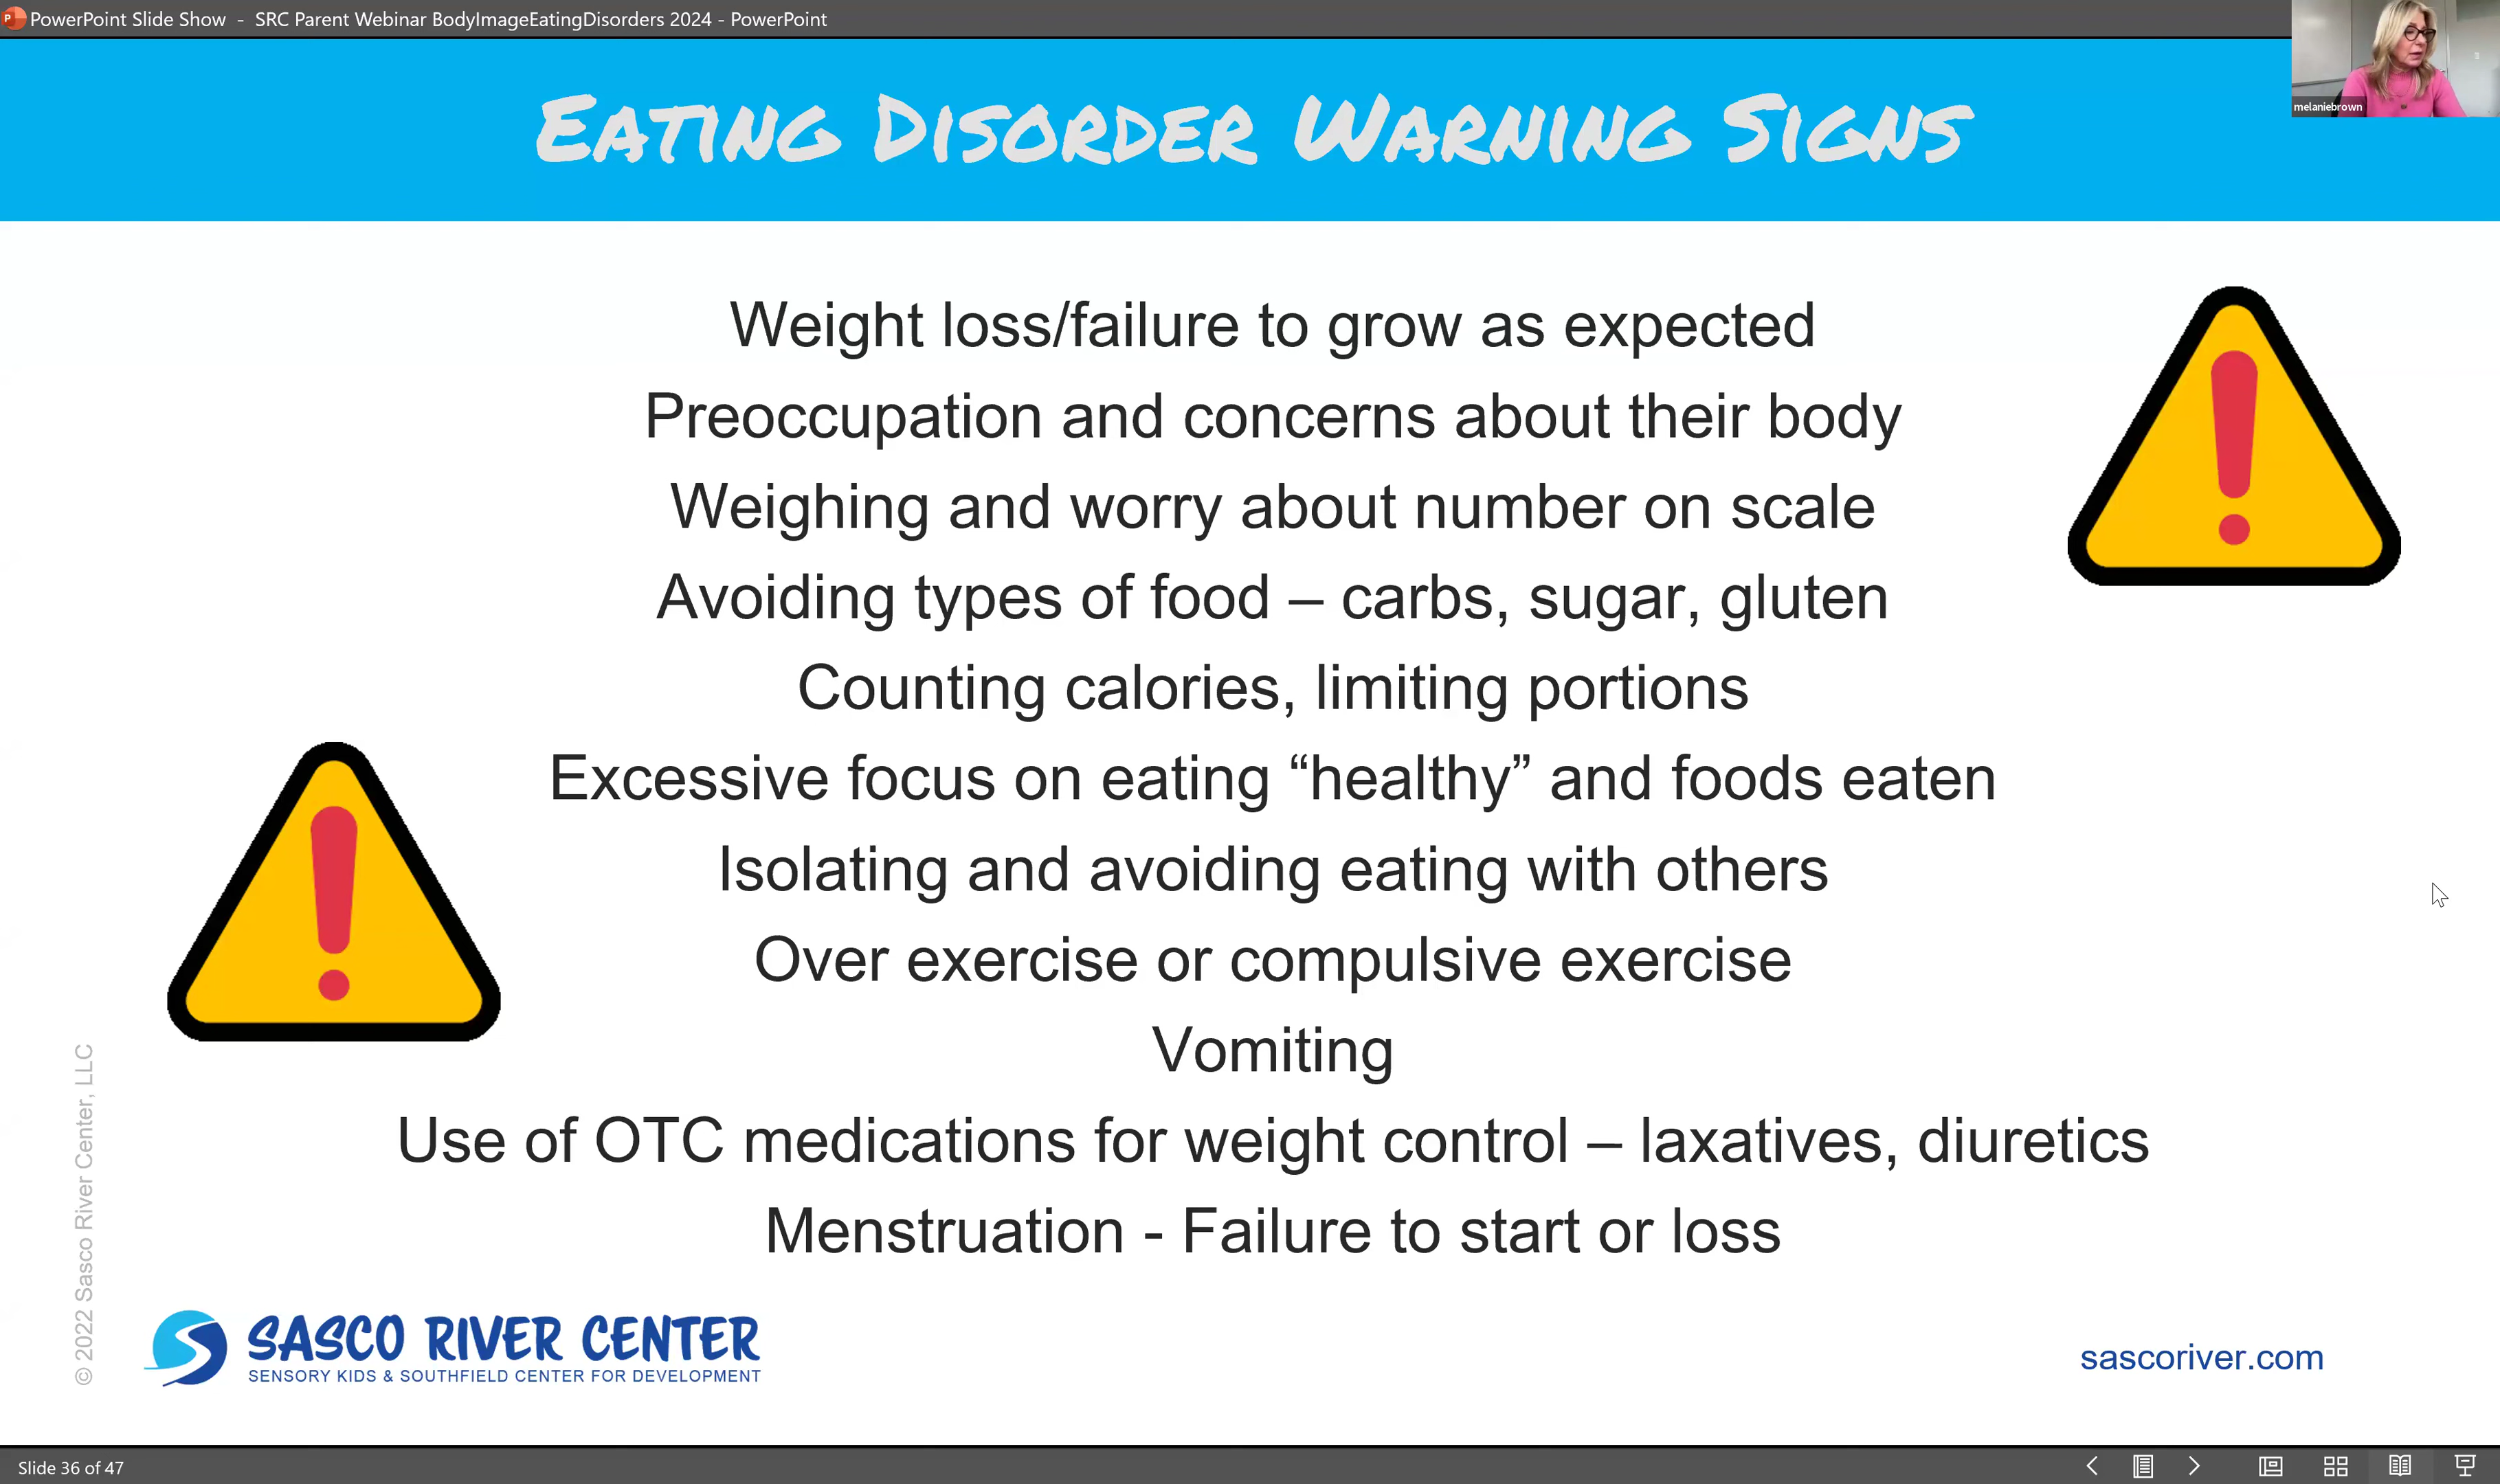 PowerPoint Slide Show - SRC Parent Webinar BodyImageEatingDisorders 2024 - PowerPoint
melaniebrown
Eating Disorder Warning Signs
Weight loss/failure to grow as expected
Preoccupation and concerns about their body
Weighing and worry about number on scale
Avoiding types of food – carbs, sugar, gluten
Counting calories, limiting portions
Excessive focus on eating “healthy” and foods eaten
Isolating and avoiding eating with others
Over exercise or compulsive exercise
Vomiting
Use of OTC medications for weight control – laxatives, diuretics
Menstruation - Failure to start or loss
© 2022 Sasco River Center, LLC
SASCO RIVER CENTER
SENSORY KIDS & SOUTHFIELD CENTER FOR DEVELOPMENT
sascoriver.com
Slide 36 of 47